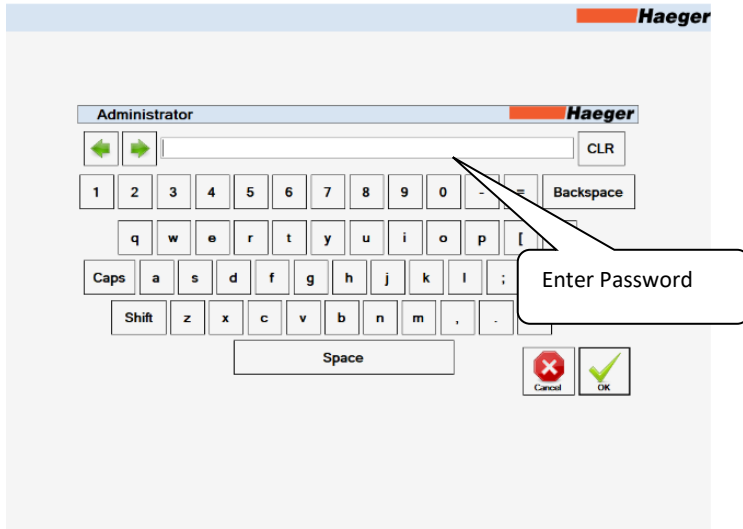 Haeger
Administrator
Haeger
CLR
1 2 3 4 5 6 7 8 9 0 - = Backspace
q w e r t y u i o p [
Caps a s d f g h j k l ;
Enter Password
Shift z x c v b n m , .
Space
Cancel OK